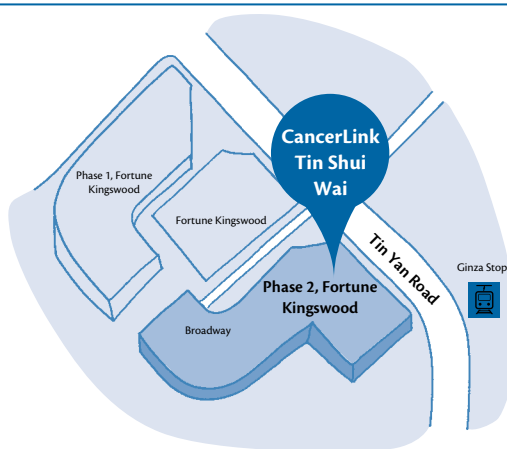 CancerLink
Tin Shui
Wai
Phase 1, Fortune
Kingswood
Fortune Kingswood
Tin Yan Road
Ginza Stop
Phase 2, Fortune
Kingswood
Broadway